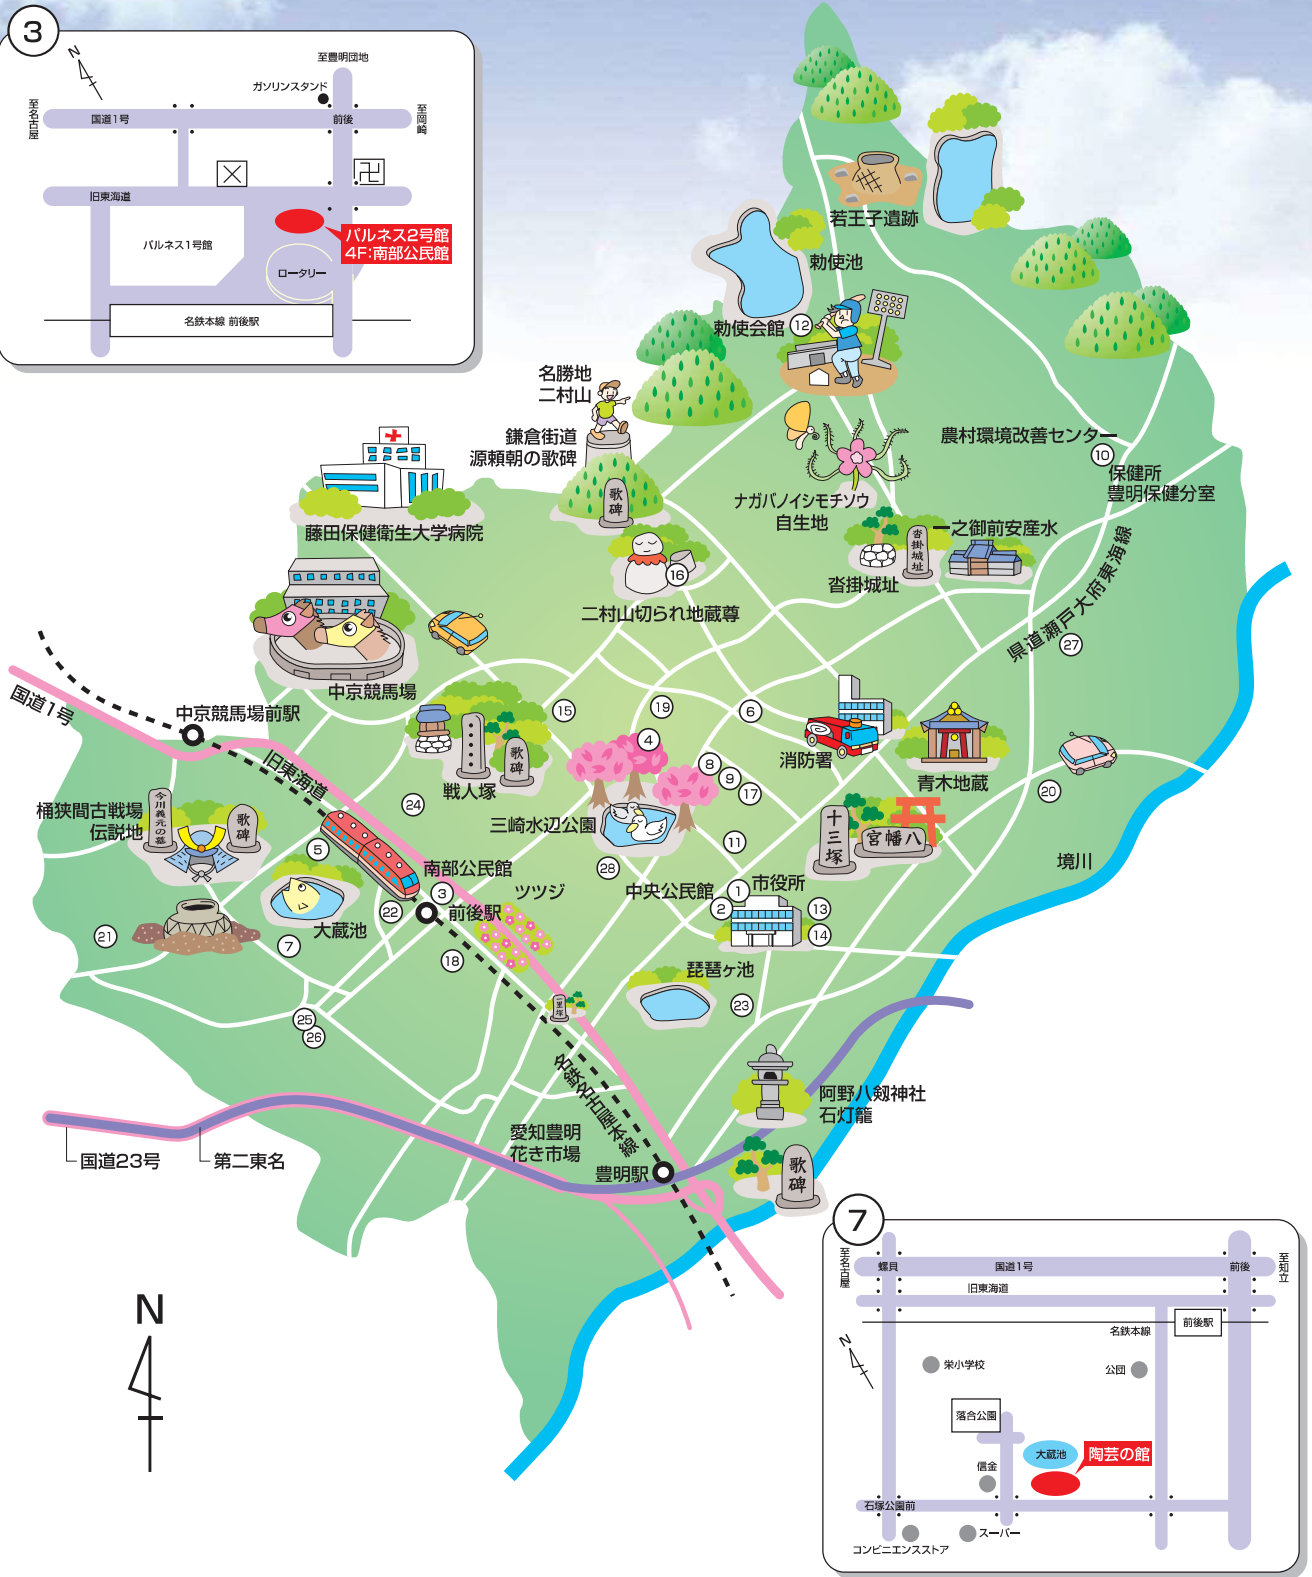 3
N
至豊明団地
ガソリンスタンド
至名古屋
国道1号
前後
至岡崎
旧東海道
パルネス1号館
パルネス2号館
4F:南部公民館
ロータリー
名鉄本線 前後駅
若王子遺跡
勅使池
勅使会館
12
名勝地
二村山
鎌倉街道
源頼朝の歌碑
歌碑
農村環境改善センター
10
保健所
豊明保健分室
ナガバノイシモチソウ
自生地
藤田保健衛生大学病院
一之御前安産水
沓掛城址
沓掛城址
16
二村山切られ地蔵尊
県道瀬戸大府東海線
27
中京競馬場
国道1号
中京競馬場前駅
15
19
6
4
旧東海道
歌碑
戦人塚
消防署
青木地蔵
8
9
17
20
桶狭間古戦場
伝説地
今川義元の墓
歌碑
24
三崎水辺公園
十三塚
宮幡八
5
11
境川
南部公民館
28
3
ツツジ
中央公民館
1
市役所
22
前後駅
2
13
大蔵池
21
7
14
18
琵琶ヶ池
23
一里塚
25
26
名鉄名古屋本線
阿野八剱神社
石灯籠
愛知豊明
花き市場
国道23号
第二東名
豊明駅
歌碑
N
7
至名古屋
螺貝
国道1号
前後
至知立
旧東海道
名鉄本線
前後駅
N
栄小学校
公団
落合公園
大蔵池
陶芸の館
信金
石塚公園前
スーパー
コンビニエンスストア